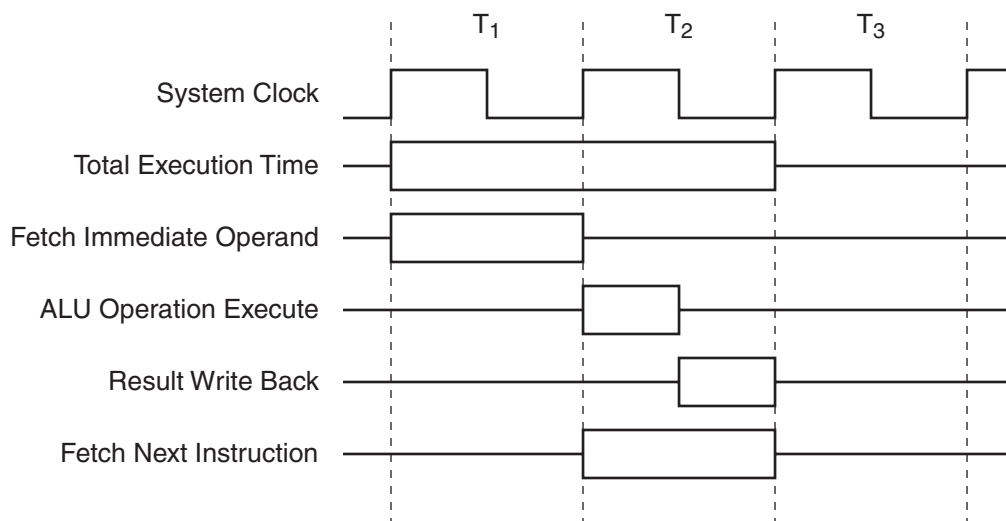 T1 T2 T3
System Clock
Total Execution Time
Fetch Immediate Operand
ALU Operation Execute
Result Write Back
Fetch Next Instruction